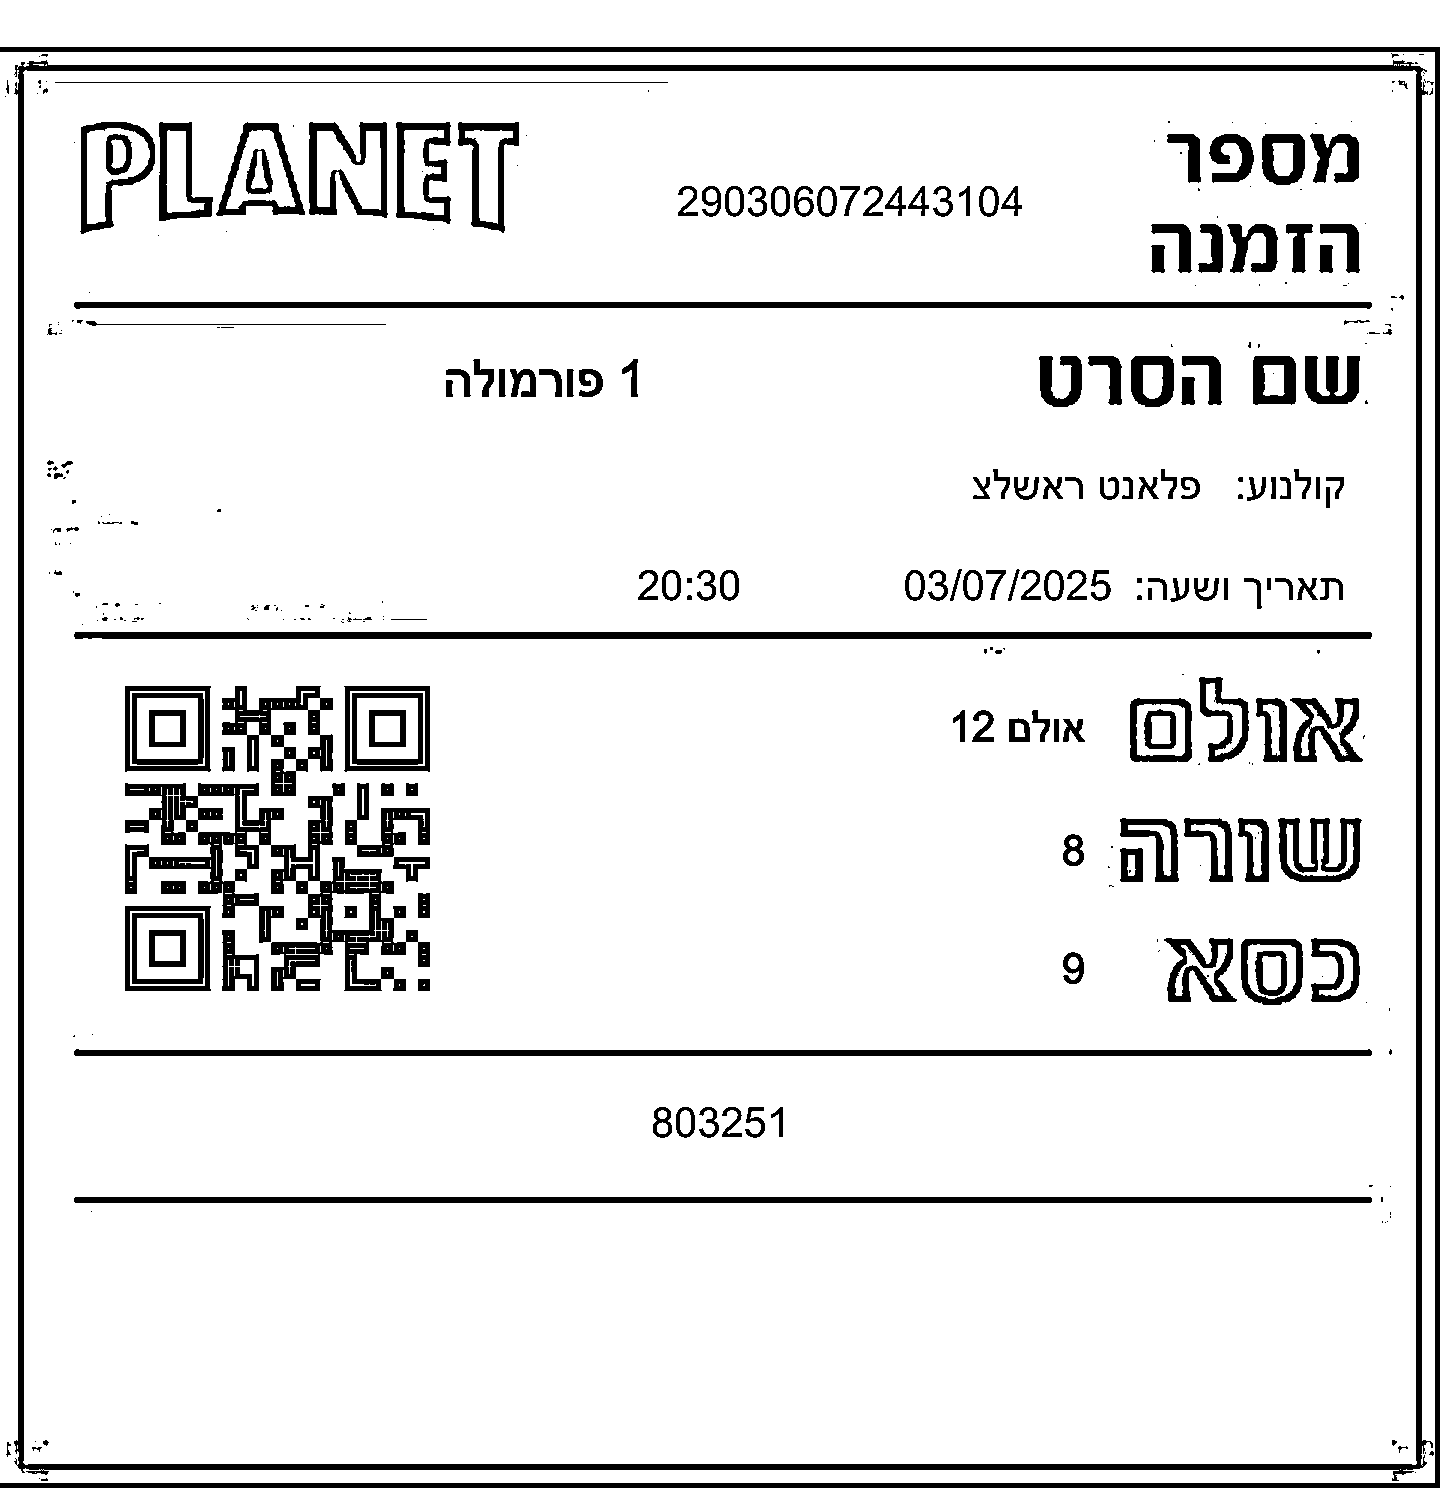 PLANET
מספר הזמנה
290306072443104
שם הסרט
1 פורמולה
קולנוע: פלאנט ראשלצ
תאריך ושעה: 03/07/2025 20:30
אולם אולם 12
שורה 8
כסא 9
803251